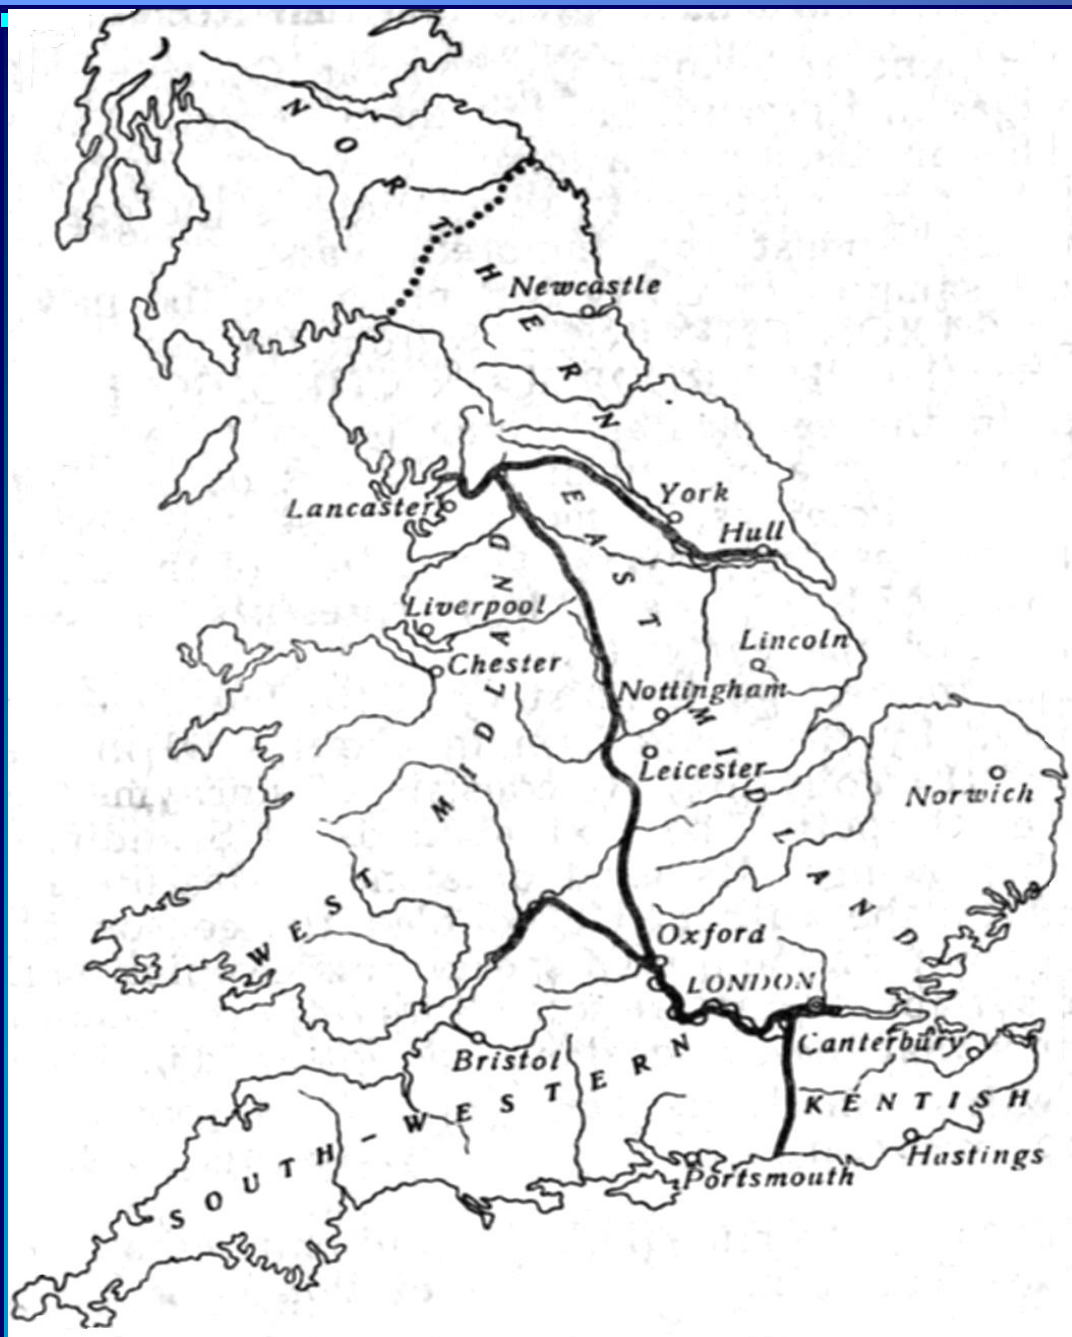 NORTHERN
Newcastle
Lancaster
York
Hull
EAST MIDLAND
Liverpool
Chester
Lincoln
Nottingham
Leicester
Norwich
WEST MIDLAND
Oxford
LONDON
Bristol
Canterbury
KENTISH
SOUTH-WESTERN
Hastings
Portsmouth